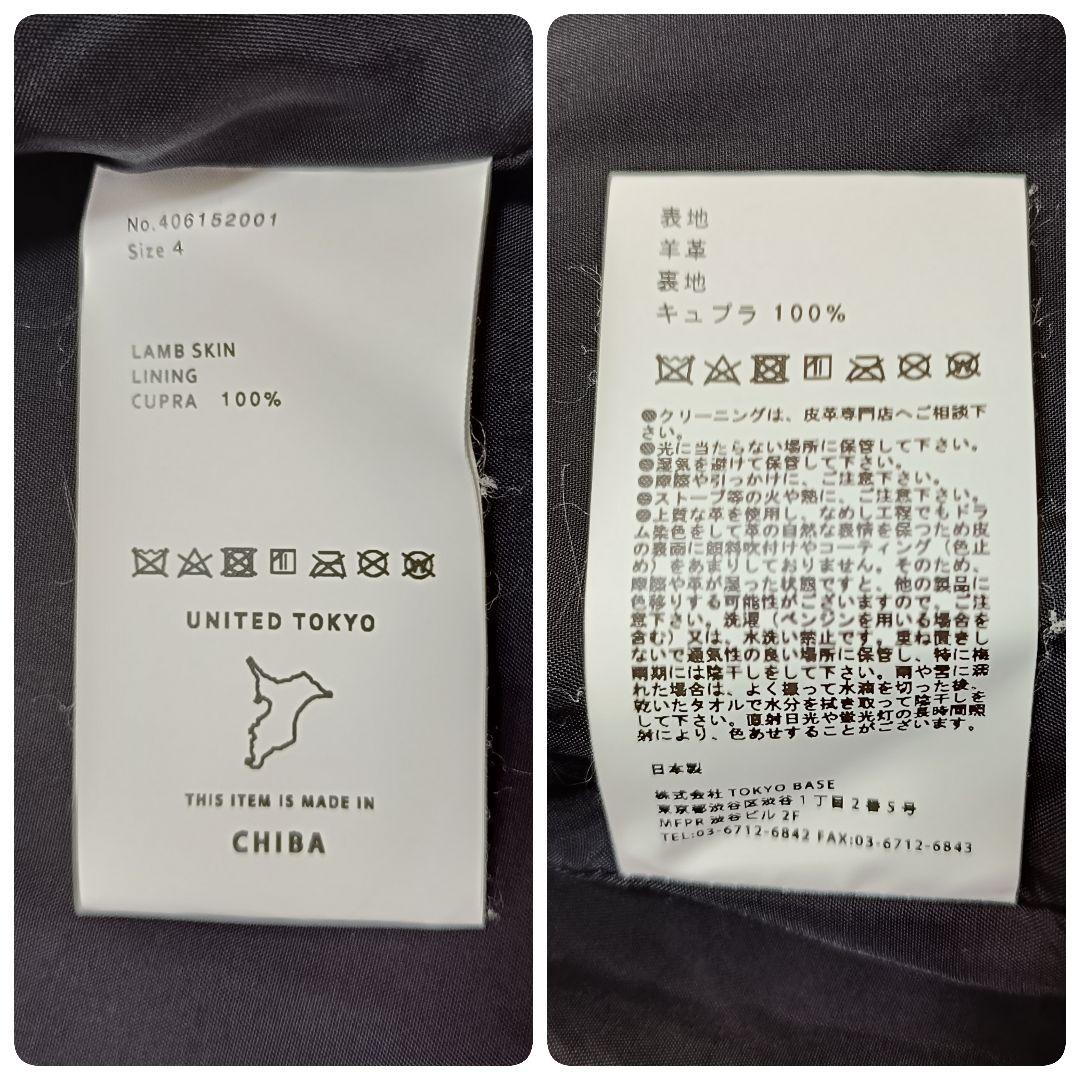 No.406152001
Size 4
LAMB SKIN
LINING
CUPRA 100%
UNITED TOKYO
THIS ITEM IS MADE IN
CHIBA
表地
羊革
裏地
キュプラ 100%
◎クリーニングは、皮革専門店へご相談下
さい。
◎光に当たらない場所に保管して下さい。
◎湿気を避けて保管して下さい。
◎摩擦や引っかけに、ご注意下さい。
◎ストーブ等の火や熱に、ご注意下さい。
◎上質な革を使用し、なめし工程でもドラ
ム染色をして革の自然な表情を保つため皮
の表面に顔料吹付けやコーティング（色止
め）をあまりしておりません。そのため、
摩擦や革が湿った状態ですと、他の製品に
色移りする可能性がございますので、ご注
意下さい。洗濯（ベンジンを用いる場合を
含む）又は、水洗い禁止です。重ね置きし
ないで通気性の良い場所に保管し、特に梅
雨期には陰干しをして下さい。雨や雪に濡
れた場合は、よく振って水滴を切った後、
乾いたタオルで水分を拭き取って陰干しを
して下さい。直射日光や蛍光灯の長時間照
射により、色あせすることがございます。
日本製
株式会社 TOKYO BASE
東京都渋谷区渋谷1丁目2番5号
MFPR 渋谷ビル 2F
TEL:03-6712-6842 FAX:03-6712-6843